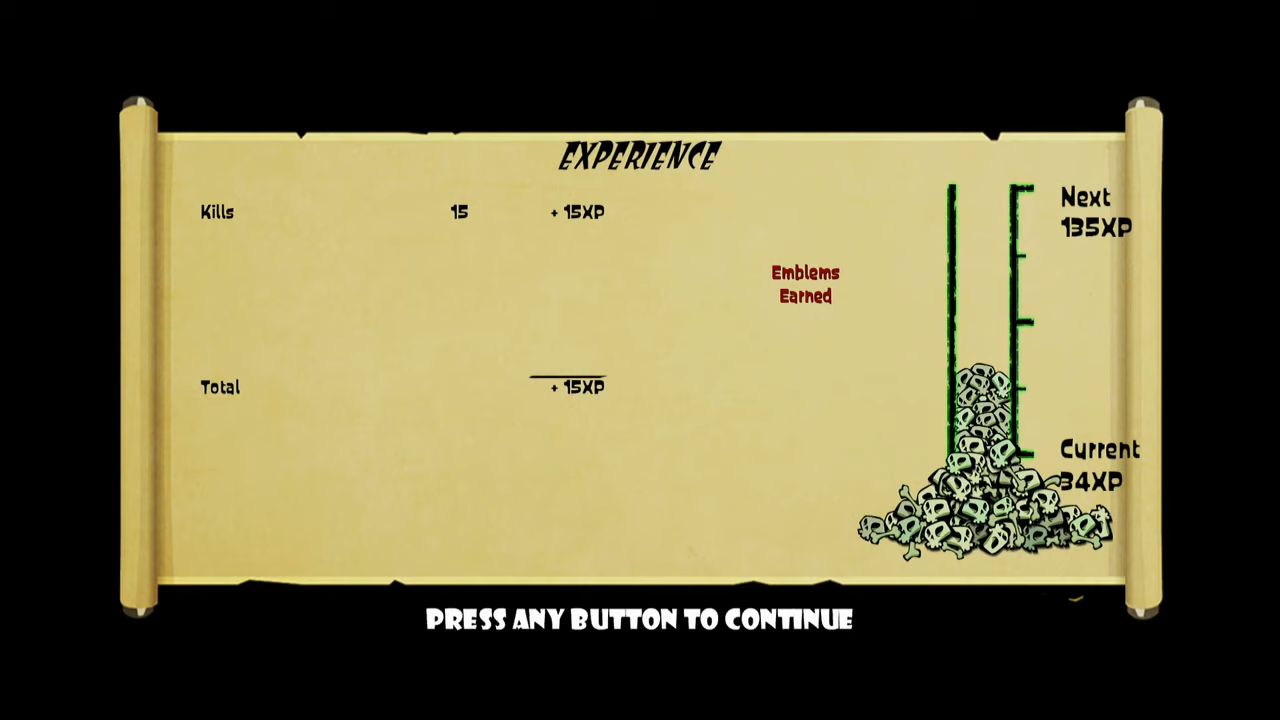 EXPERIENCE
Kills 15 + 15XP
Next
135XP
Emblems
Earned
Total + 15XP
Current
34XP
PRESS ANY BUTTON TO CONTINUE